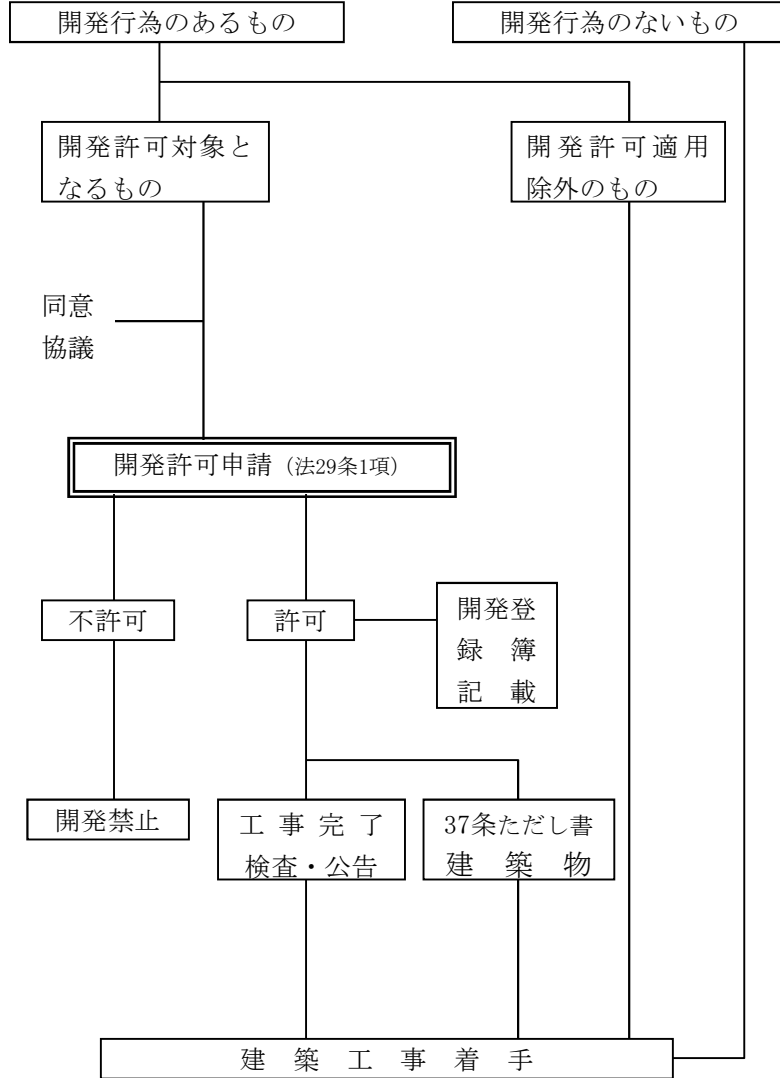 開発行為のあるもの
開発行為のないもの
開発許可対象と
なるもの
開発許可適用
除外のもの
同意
協議
開発許可申請（法29条1項）
不許可
許可
開発登
録簿
記載
開発禁止
工事完了
検査・公告
37条ただし書
建築物
建築工事着手